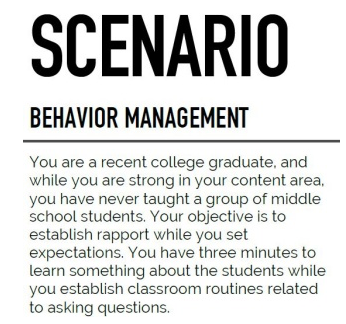 SCENARIO
BEHAVIOR MANAGEMENT
You are a recent college graduate, and
while you are strong in your content area,
you have never taught a group of middle
school students. Your objective is to
establish rapport while you set
expectations. You have three minutes to
learn something about the students while
you establish classroom routines related
to asking questions.